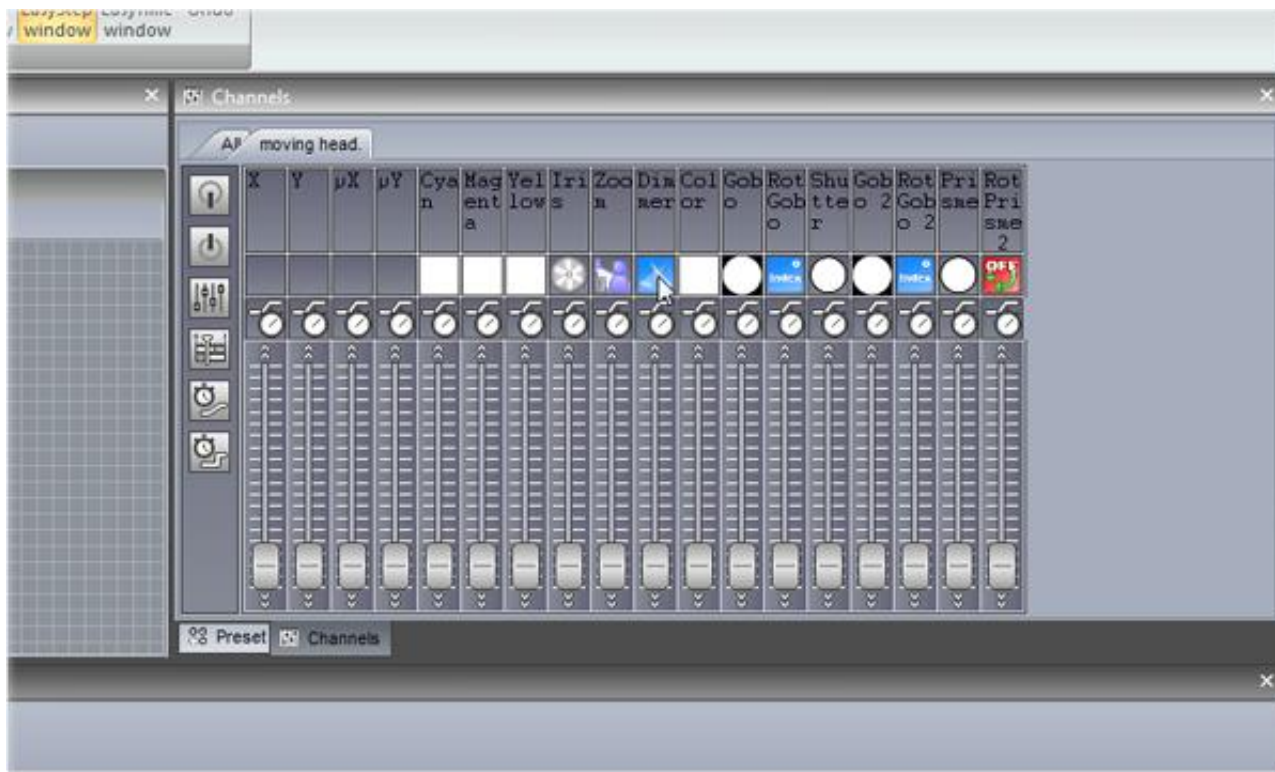 window window
Channels
All moving head.
X Y µX µY Cya Mag Yel Iri Zoo Dim Col Gob Rot Shu Gob Rot Pri Rot
n ent low s m mer or o Gob tte o 2 Gob sme Pri
a o r o 2 sme
2
Index Index OFF
Preset Channels